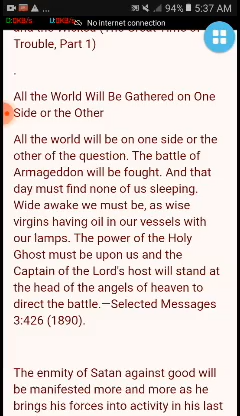 0:0KB/s U:0KB/s 94% 5:37 AM
No internet connection
and the Wicked (The Great Time of
Trouble, Part 1)
.
All the World Will Be Gathered on One
Side or the Other
All the world will be on one side or the
other of the question. The battle of
Armageddon will be fought. And that
day must find none of us sleeping.
Wide awake we must be, as wise
virgins having oil in our vessels with
our lamps. The power of the Holy
Ghost must be upon us and the
Captain of the Lord's host will stand at
the head of the angels of heaven to
direct the battle.—Selected Messages
3:426 (1890).
The enmity of Satan against good will
be manifested more and more as he
brings his forces into activity in his last